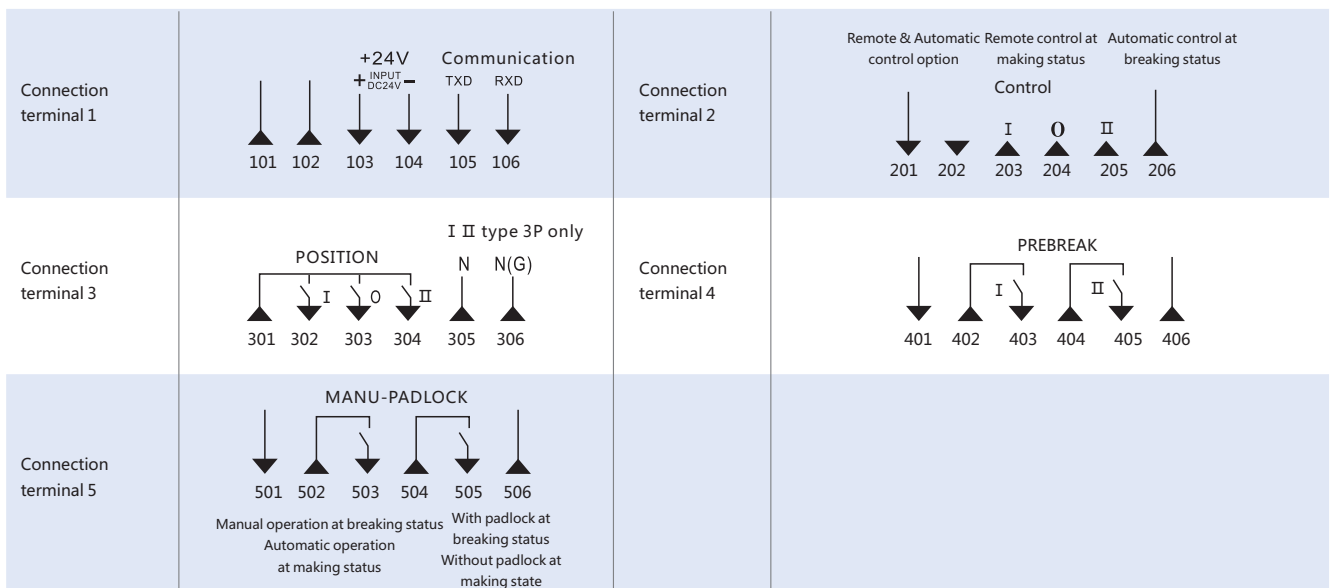 Connection
terminal 1
+24V
+ INPUT DC24V −
Communication
TXD RXD
101 102 103 104 105 106
Connection
terminal 2
Remote & Automatic
control option
Remote control at
making status
Automatic control at
breaking status
Control
I O II
201 202 203 204 205 206
Connection
terminal 3
I II type 3P only
POSITION
N N(G)
I O II
301 302 303 304 305 306
Connection
terminal 4
PREBREAK
I II
401 402 403 404 405 406
Connection
terminal 5
MANU-PADLOCK
501 502 503 504 505 506
Manual operation at breaking status
Automatic operation
at making status
With padlock at
breaking status
Without padlock at
making state